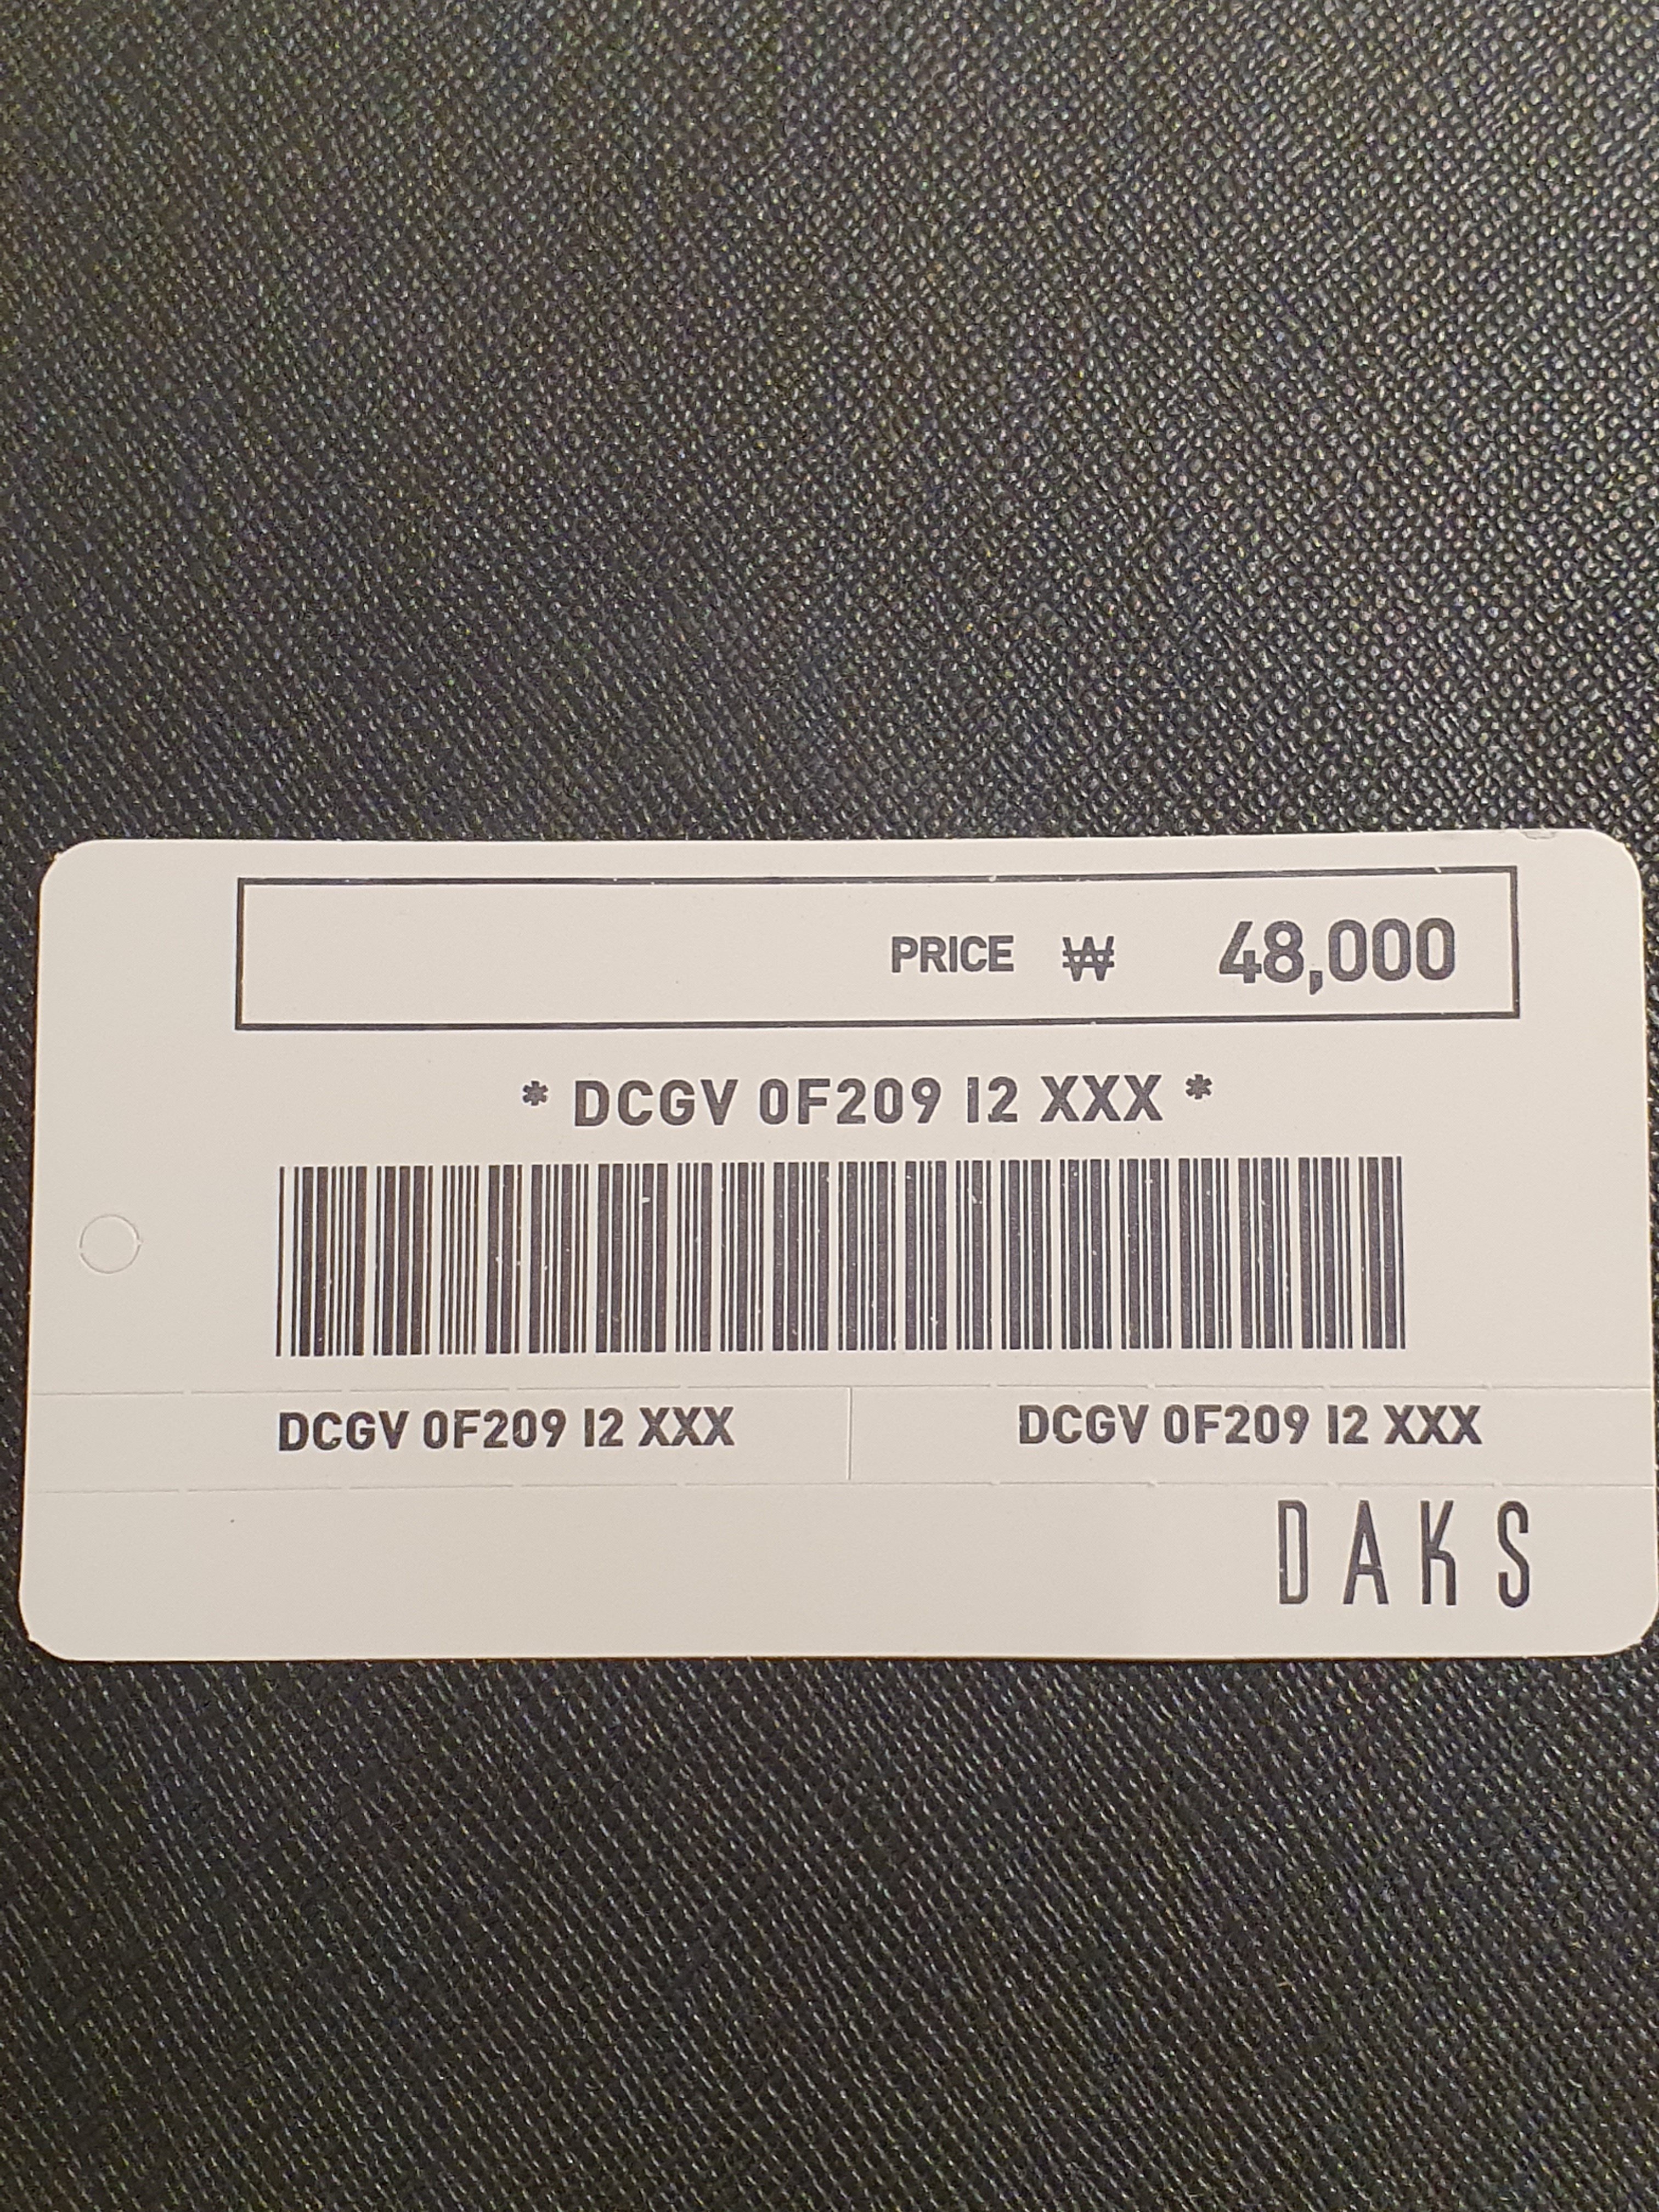 PRICE ₩ 48,000
* DCGV 0F209 I2 XXX *
DCGV 0F209 I2 XXX DCGV 0F209 I2 XXX
DAKS